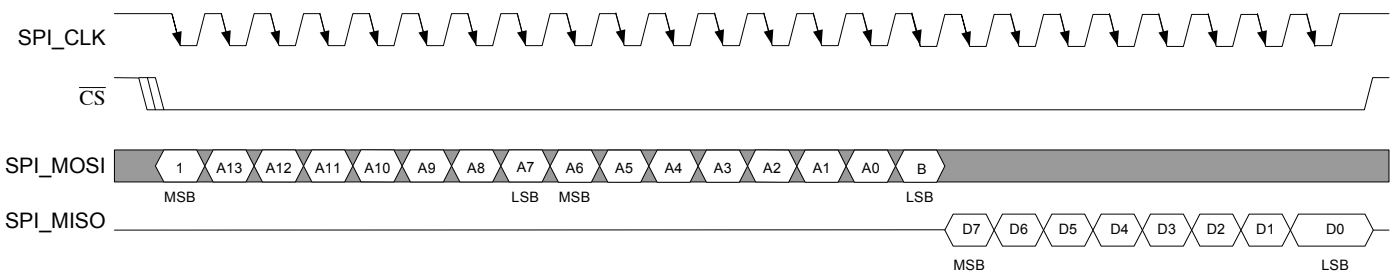 SPI_CLK
CS
SPI_MOSI 1 A13 A12 A11 A10 A9 A8 A7 A6 A5 A4 A3 A2 A1 A0 B
MSB LSB MSB LSB
SPI_MISO D7 D6 D5 D4 D3 D2 D1 D0
MSB LSB